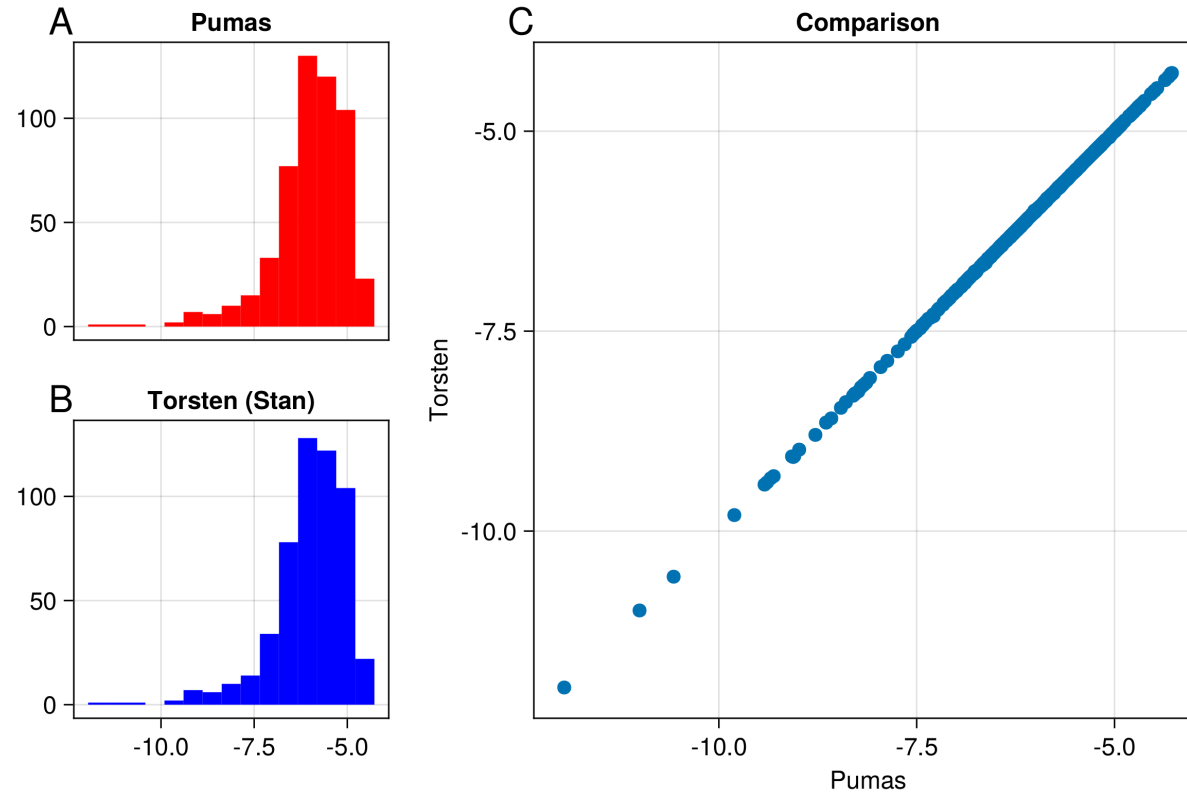 A
Pumas
100
50
0
B
Torsten (Stan)
100
50
0
-10.0 -7.5 -5.0
C
Comparison
Torsten
-5.0
-7.5
-10.0
-10.0 -7.5 -5.0
Pumas